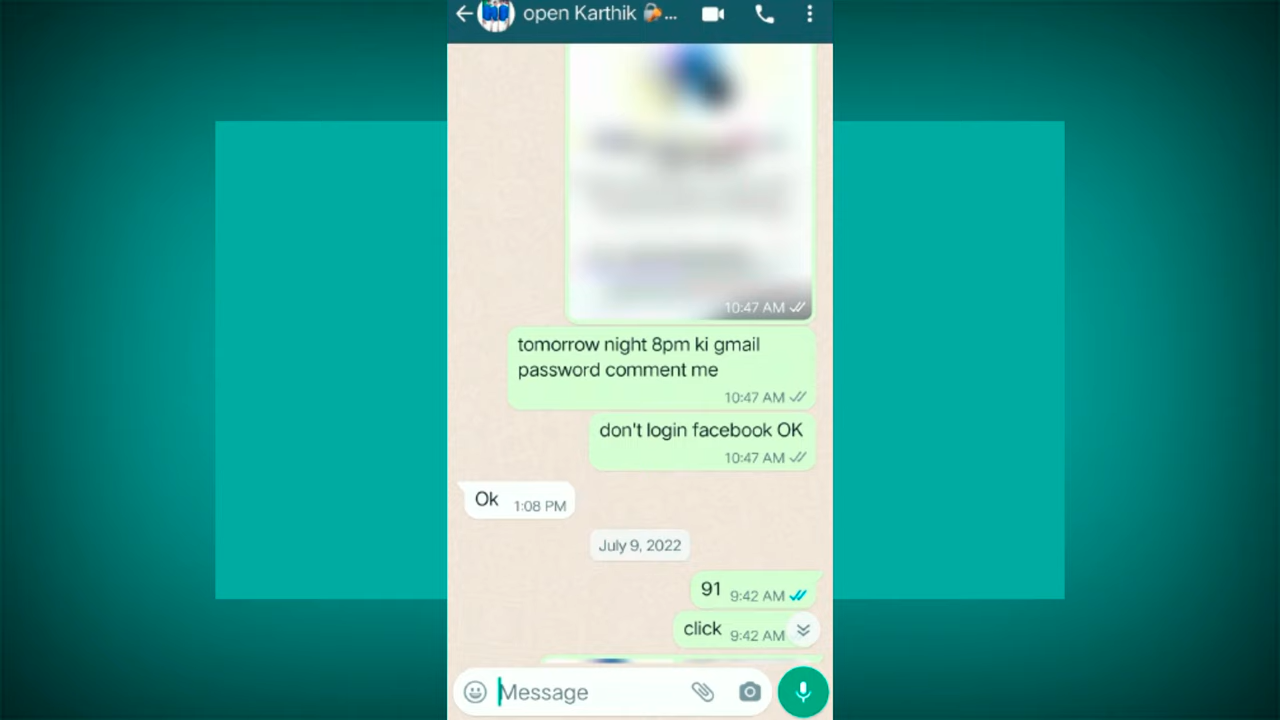 open Karthik 🔐...
10:47 AM
tomorrow night 8pm ki gmail
password comment me
10:47 AM
don't login facebook OK
10:47 AM
Ok 1:08 PM
July 9, 2022
91 9:42 AM
click 9:42 AM
Message